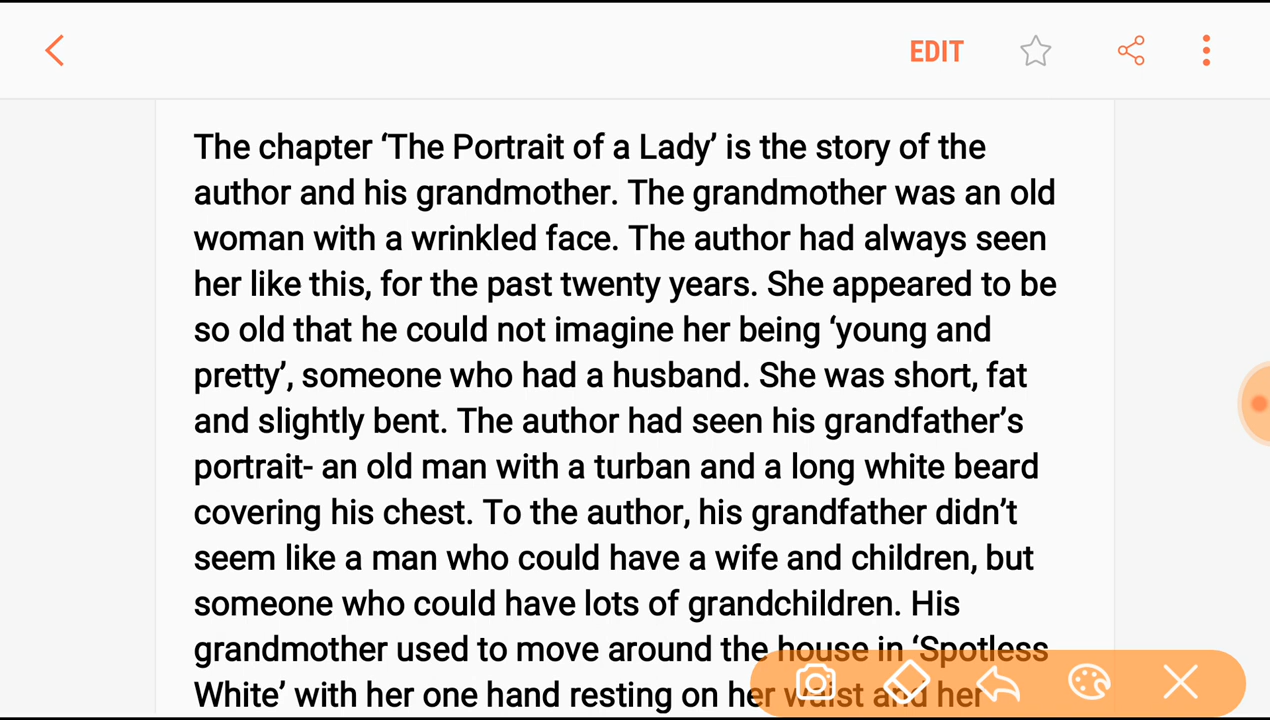 EDIT
The chapter ‘The Portrait of a Lady’ is the story of the
author and his grandmother. The grandmother was an old
woman with a wrinkled face. The author had always seen
her like this, for the past twenty years. She appeared to be
so old that he could not imagine her being ‘young and
pretty’, someone who had a husband. She was short, fat
and slightly bent. The author had seen his grandfather’s
portrait- an old man with a turban and a long white beard
covering his chest. To the author, his grandfather didn’t
seem like a man who could have a wife and children, but
someone who could have lots of grandchildren. His
grandmother used to move around the house in ‘Spotless
White’ with her one hand resting on her waist and her